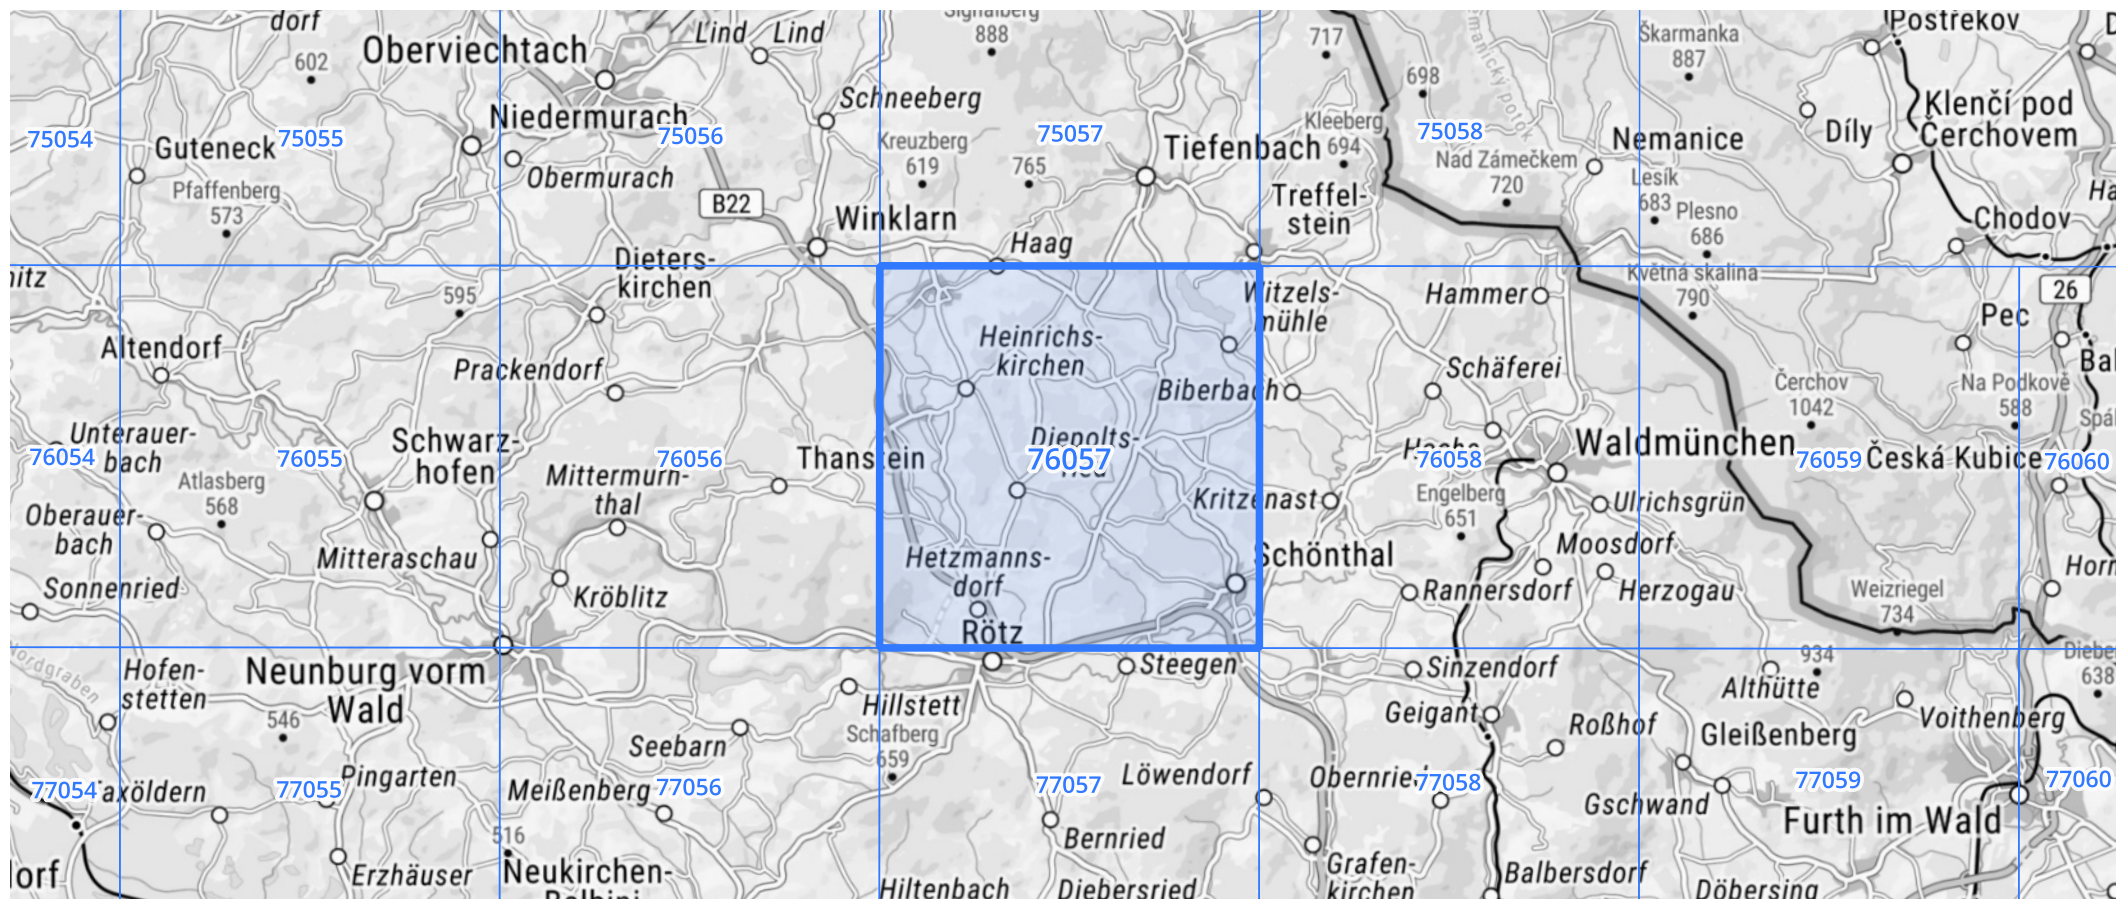 dorf
602
Oberviechtach
Lind
Lind
888
717
698
Škarmanka
887
Postřekov
Schneeberg
Niedermurach
75054
Guteneck
75055
75056
Kreuzberg
619
765
75057
Tiefenbach
Kleeberg
694
75058
Nad Zámečkem
720
Nemanice
Díly
Klenčí pod
Čerchovem
Obermurach
Pfaffenberg
573
B22
Winklarn
Haag
Treffel-
stein
Lesík
683
Plesno
686
Chodov
Dieters-
kirchen
595
Witzels-
mühle
Hammer
Květná skalina
790
26
Pec
Altendorf
Prackendorf
Heinrichs-
kirchen
Biberbach
Schäferei
Čerchov
1042
Na Podkově
588
Unterauer-
bach
76054
Schwarz-
hofen
76055
76056
Thanstein
Diepolts-
ried
76057
76058
Waldmünchen
76059
Česká Kubice
76060
Atlasberg
568
Mittermurn-
thal
Kritzenast
Engelberg
651
Ulrichsgrün
Oberauer-
bach
Mitteraschau
Hetzmanns-
dorf
Schönthal
Moosdorf
Sonnenried
Kröblitz
Rannersdorf
Herzogau
Weizriegel
734
Rötz
Steegen
Hofen-
stetten
Neunburg vorm
Wald
546
Hillstett
Schafberg
659
Sinzendorf
934
Althütte
638
Seebarn
Geigant
Roßhof
Gleißenberg
Voithenberg
77054
77055
Pingarten
Meißenberg
77056
77057
Löwendorf
77058
Gschwand
77059
77060
Furth im Wald
516
Bernried
Erzhäuser
Neukirchen-
Balbini
Hiltenbach
Diebersried
Grafen-
kirchen
Balbersdorf
Döbersing